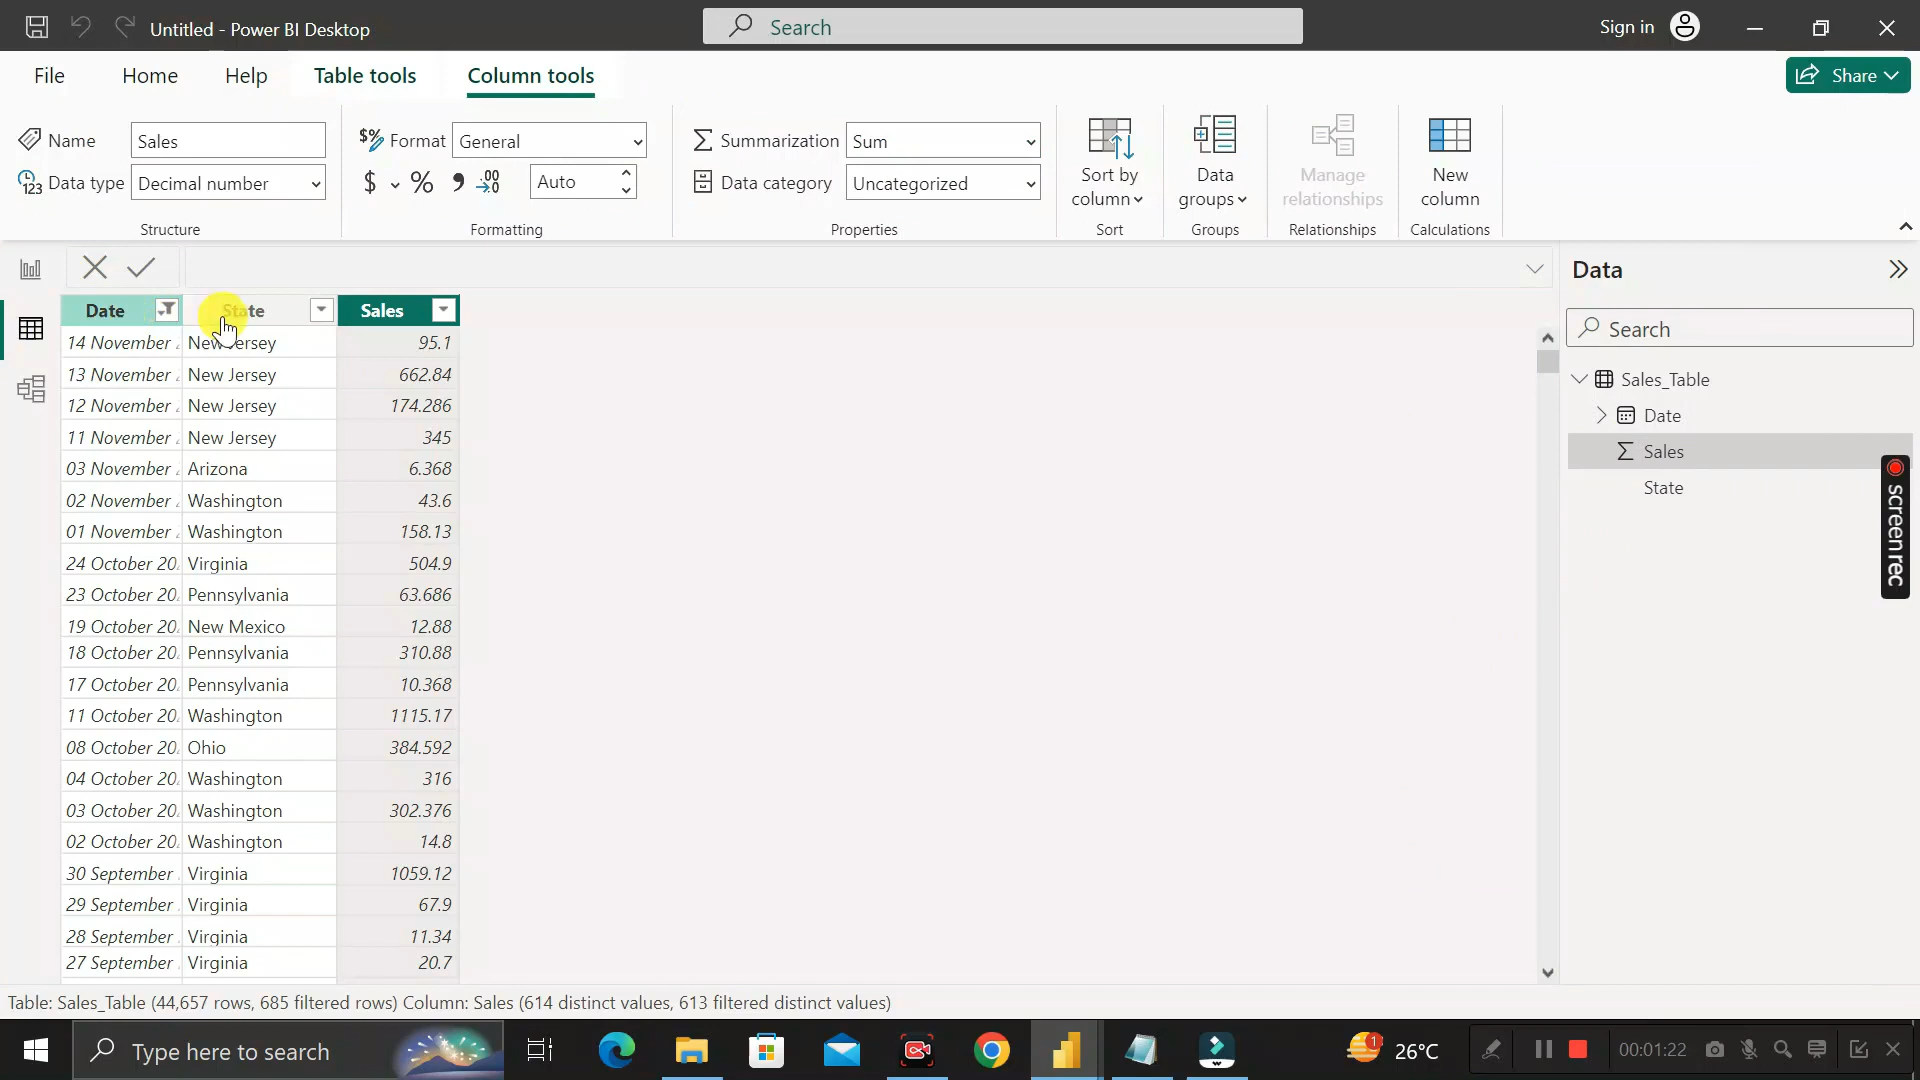 Untitled - Power BI Desktop
Search
Sign in
File
Home
Help
Table tools
Column tools
Share
Name
Sales
Data type
Decimal number
Structure
Format
General
$
%
Auto
Formatting
Summarization
Sum
Data category
Uncategorized
Properties
Sort by
column
Sort
Data
groups
Groups
Manage
relationships
Relationships
New
column
Calculations
Date State Sales
14 November New Jersey 95.1
13 November New Jersey 662.84
12 November New Jersey 174.286
11 November New Jersey 345
03 November Arizona 6.368
02 November Washington 43.6
01 November Washington 158.13
24 October 20 Virginia 504.9
23 October 20 Pennsylvania 63.686
19 October 20 New Mexico 12.88
18 October 20 Pennsylvania 310.88
17 October 20 Pennsylvania 10.368
11 October 20 Washington 1115.17
08 October 20 Ohio 384.592
04 October 20 Washington 316
03 October 20 Washington 302.376
02 October 20 Washington 14.8
30 September Virginia 1059.12
29 September Virginia 67.9
28 September Virginia 11.34
27 September Virginia 20.7
Data
Search
Sales_Table
Date
Sales
State
screenrec
Table: Sales_Table (44,657 rows, 685 filtered rows) Column: Sales (614 distinct values, 613 filtered distinct values)
Type here to search
1
26°C
00:01:22